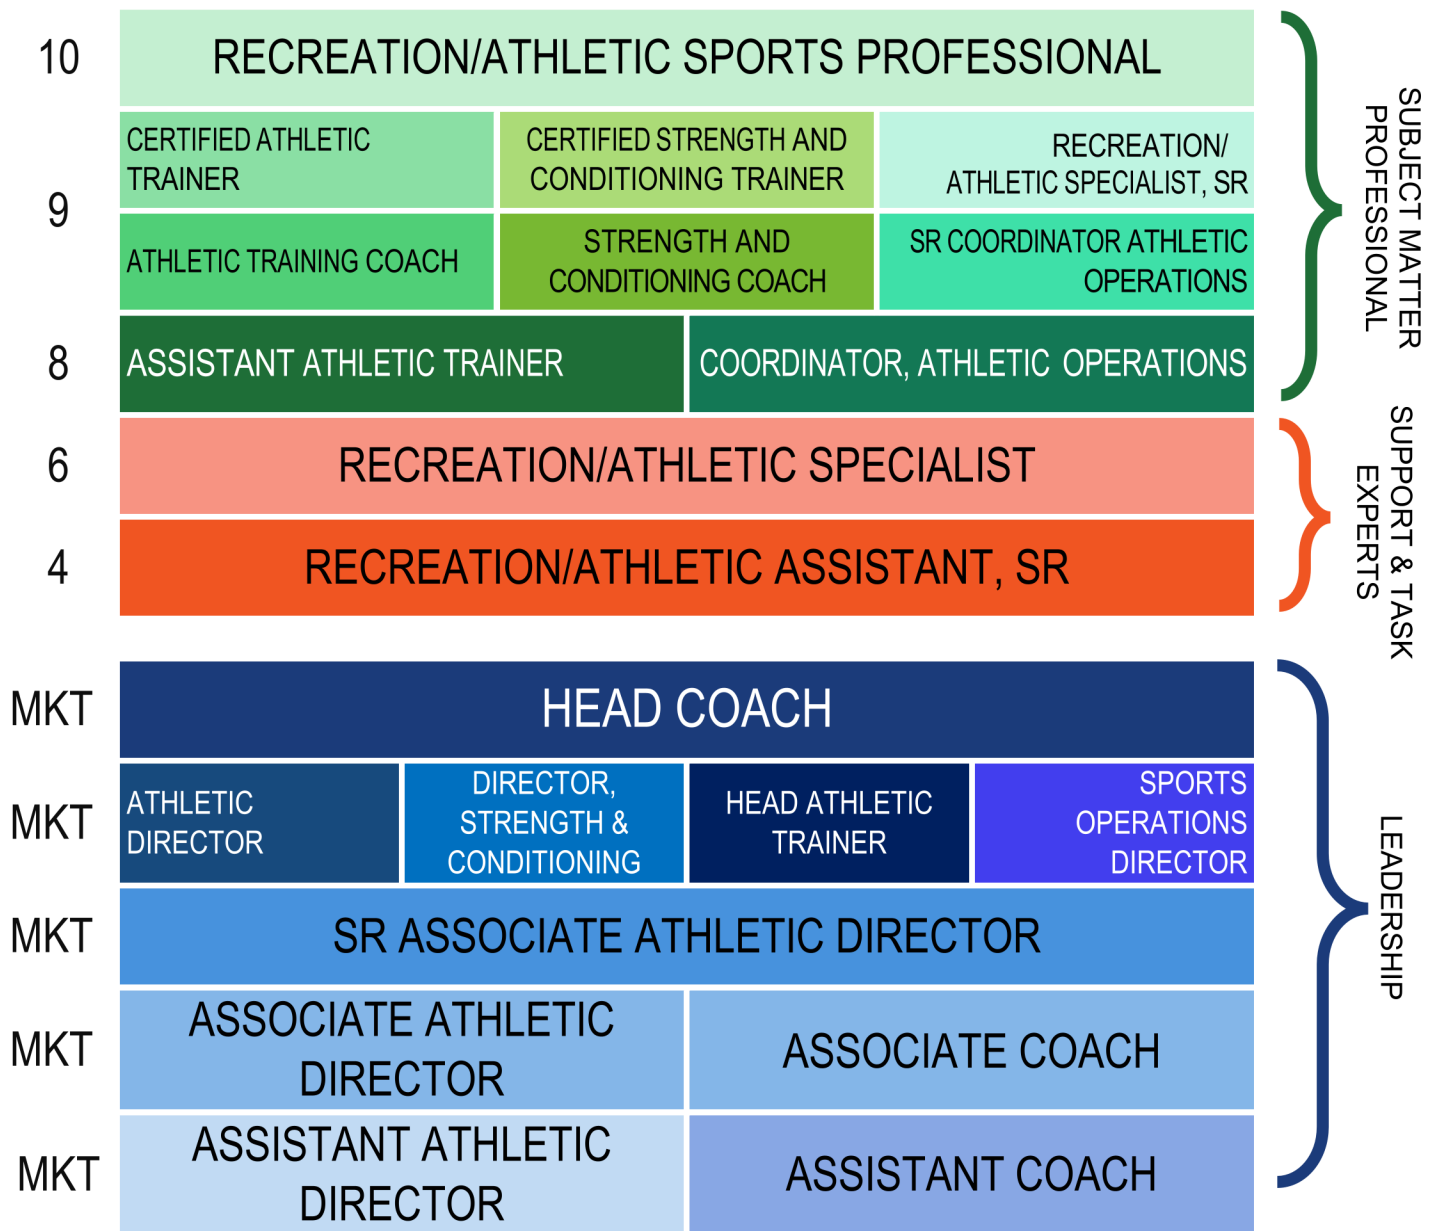 10
RECREATION/ATHLETIC SPORTS PROFESSIONAL
9
CERTIFIED ATHLETIC
TRAINER
CERTIFIED STRENGTH AND
CONDITIONING TRAINER
RECREATION/
ATHLETIC SPECIALIST, SR
ATHLETIC TRAINING COACH
STRENGTH AND
CONDITIONING COACH
SR COORDINATOR ATHLETIC
OPERATIONS
8
ASSISTANT ATHLETIC TRAINER
COORDINATOR, ATHLETIC OPERATIONS
SUBJECT MATTER
PROFESSIONAL
6
RECREATION/ATHLETIC SPECIALIST
4
RECREATION/ATHLETIC ASSISTANT, SR
SUPPORT & TASK
EXPERTS
MKT
HEAD COACH
MKT
ATHLETIC
DIRECTOR
DIRECTOR,
STRENGTH &
CONDITIONING
HEAD ATHLETIC
TRAINER
SPORTS
OPERATIONS
DIRECTOR
MKT
SR ASSOCIATE ATHLETIC DIRECTOR
MKT
ASSOCIATE ATHLETIC
DIRECTOR
ASSOCIATE COACH
MKT
ASSISTANT ATHLETIC
DIRECTOR
ASSISTANT COACH
LEADERSHIP